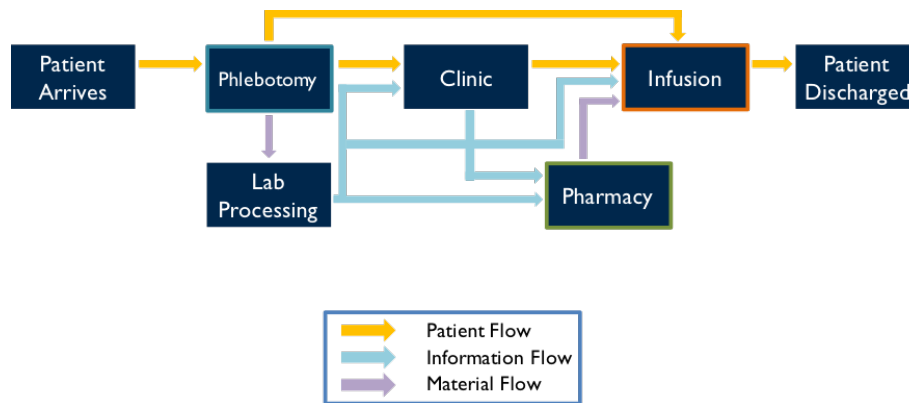 Patient
Arrives
Phlebotomy
Clinic
Infusion
Patient
Discharged
Lab
Processing
Pharmacy
Patient Flow
Information Flow
Material Flow